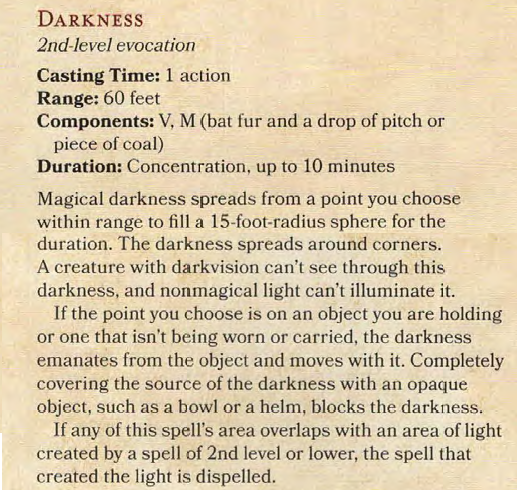 DARKNESS
2nd-level evocation
Casting Time: 1 action
Range: 60 feet
Components: V, M (bat fur and a drop of pitch or
piece of coal)
Duration: Concentration, up to 10 minutes
Magical darkness spreads from a point you choose
within range to fill a 15-foot-radius sphere for the
duration. The darkness spreads around corners.
A creature with darkvision can't see through this
darkness, and nonmagical light can't illuminate it.
If the point you choose is on an object you are holding
or one that isn't being worn or carried, the darkness
emanates from the object and moves with it. Completely
covering the source of the darkness with an opaque
object, such as a bowl or a helm, blocks the darkness.
If any of this spell's area overlaps with an area of light
created by a spell of 2nd level or lower, the spell that
created the light is dispelled.